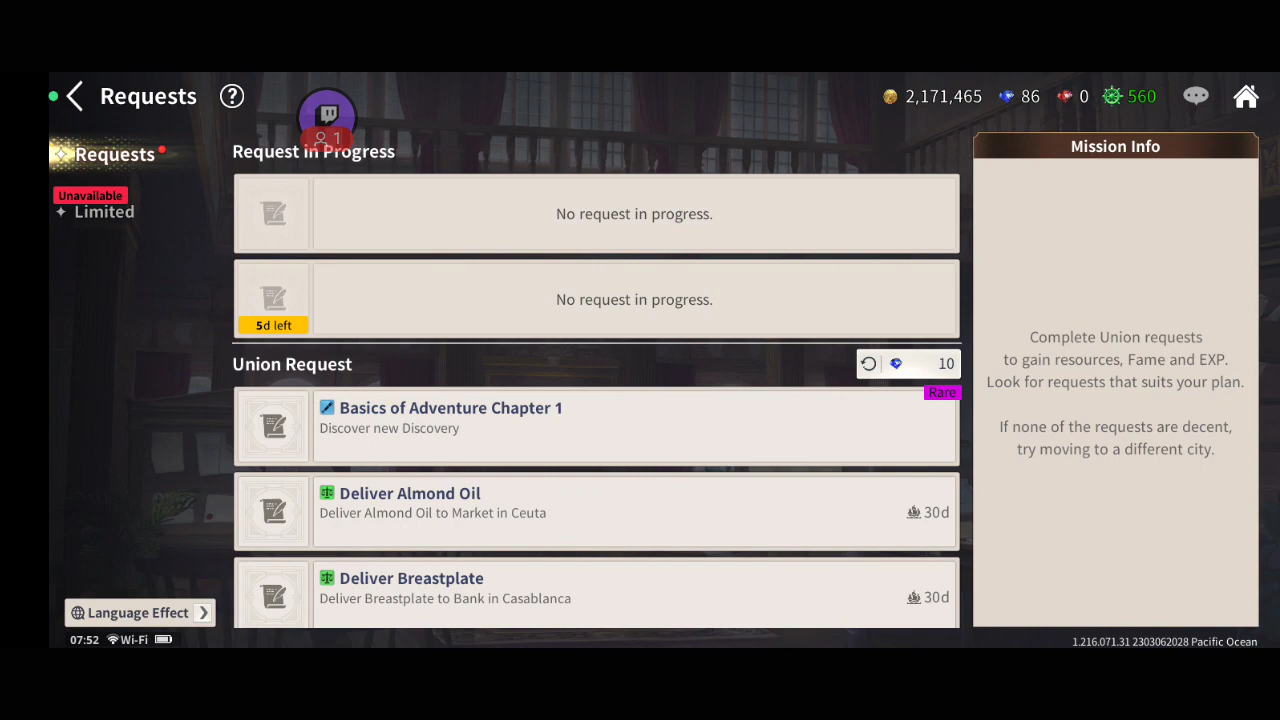 Requests
2,171,465
86
0
560
Requests
Unavailable
Limited
1
Request in Progress
No request in progress.
5d left
No request in progress.
Union Request
10
Rare
Basics of Adventure Chapter 1
Discover new Discovery
Deliver Almond Oil
Deliver Almond Oil to Market in Ceuta
30d
Deliver Breastplate
Deliver Breastplate to Bank in Casablanca
30d
Mission Info
Complete Union requests
to gain resources, Fame and EXP.
Look for requests that suits your plan.
If none of the requests are decent,
try moving to a different city.
Language Effect
07:52 Wi-Fi
1.216.071.31 2303062028 Pacific Ocean